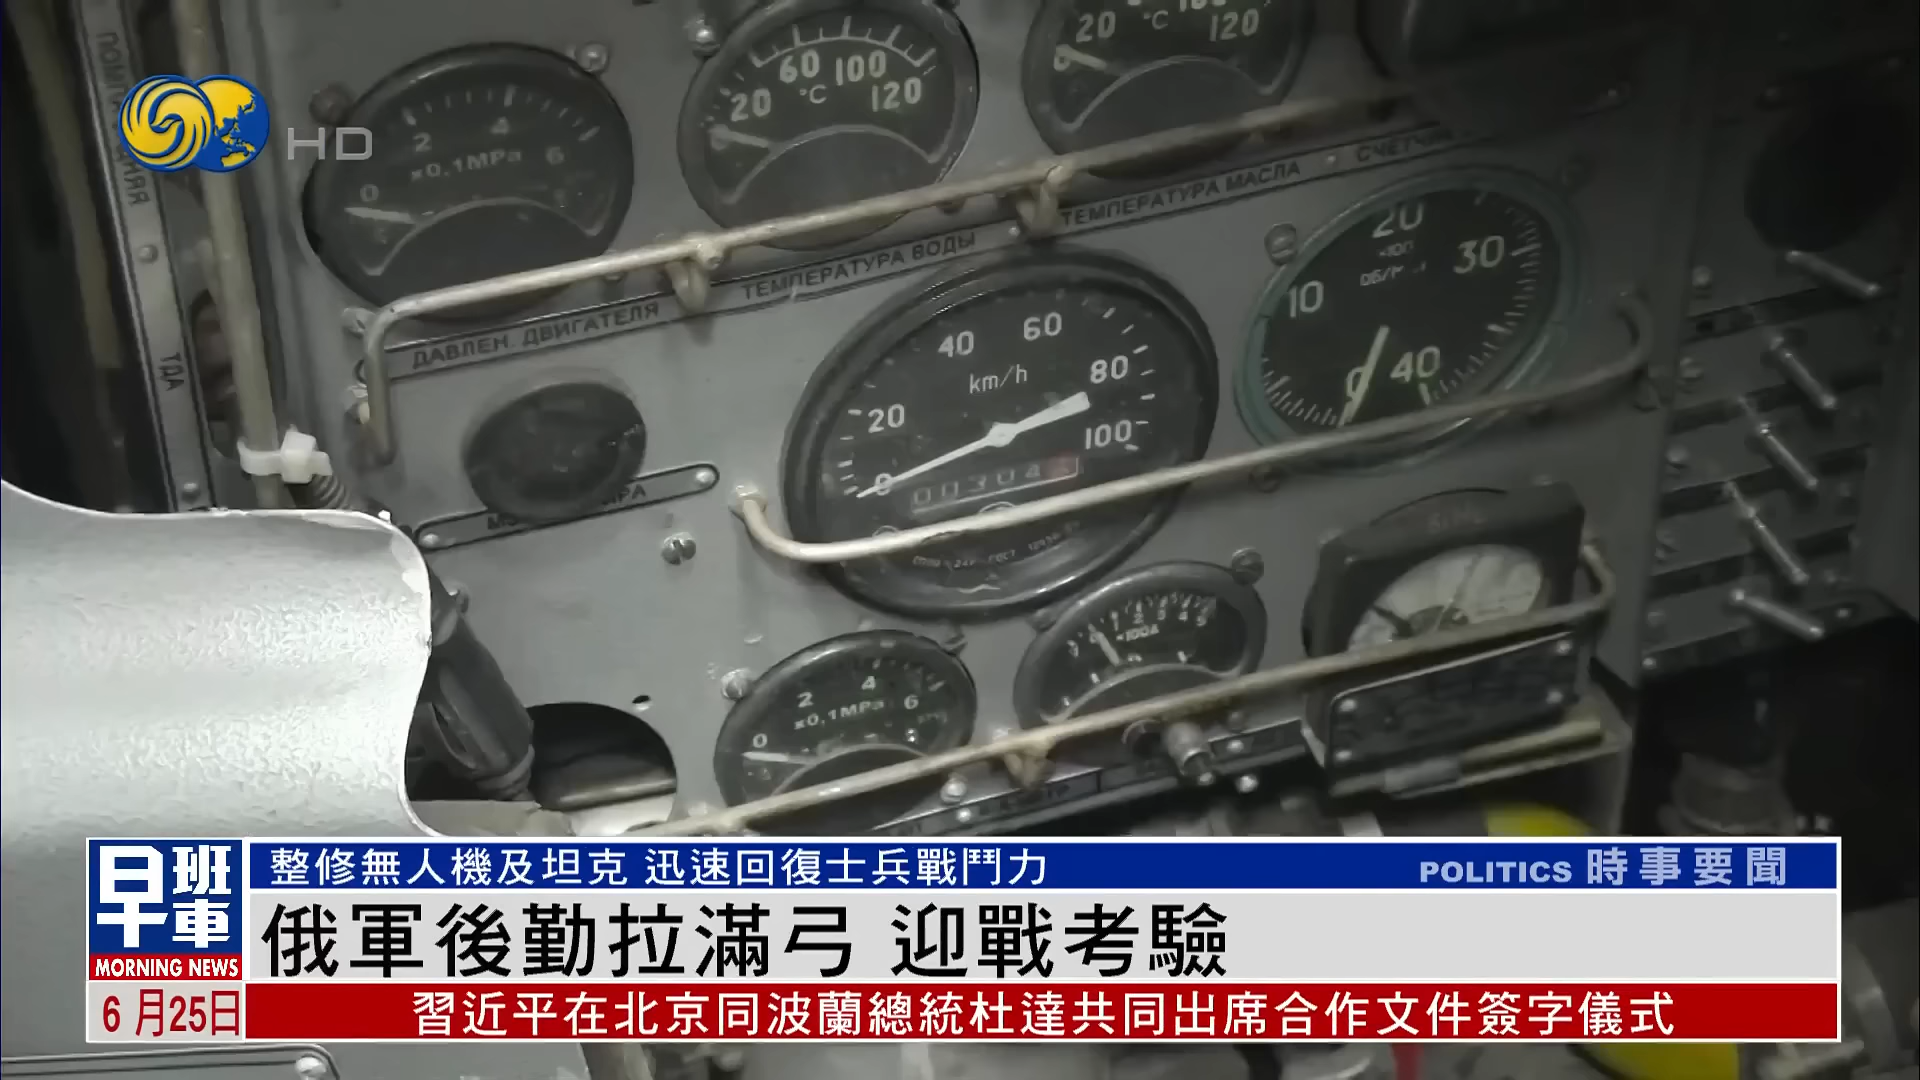 HD
20 °C 120
60 100
20 °C 120
2 4
x0,1MPa 6
0
ТЕМПЕРАТУРА МАСЛА
ТЕМПЕРАТУРА ВОДЫ
ДАВЛЕН. ДВИГАТЕЛЯ
ТДА
20
10 30
40
40 60
km/h 80
20 100
0
00304
2 4
x0,1MPa 6
0
整修無人機及坦克 迅速回復士兵戰鬥力
POLITICS 時事要聞
早班車
俄軍後勤拉滿弓 迎戰考驗
MORNING NEWS
6月25日
習近平在北京同波蘭總統杜達共同出席合作文件簽字儀式